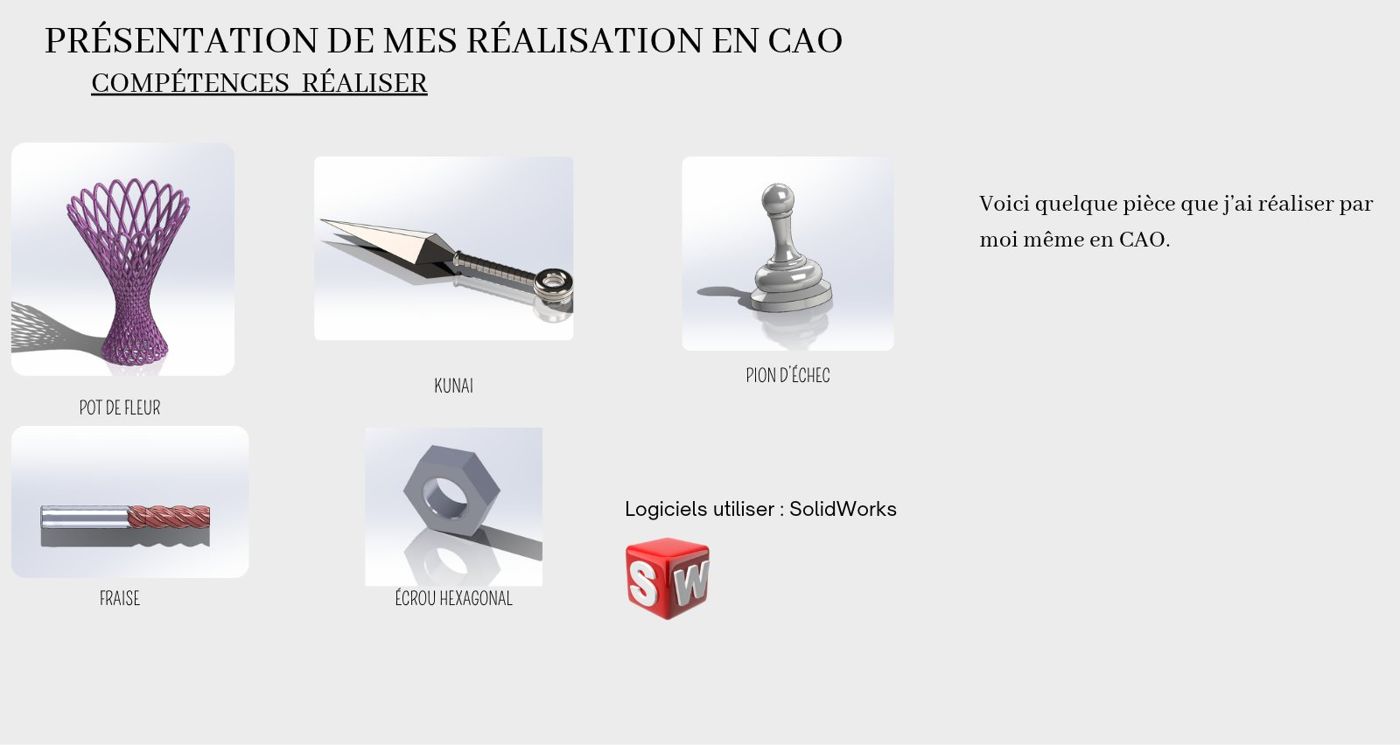 PRÉSENTATION DE MES RÉALISATION EN CAO
COMPÉTENCES RÉALISER
Voici quelque pièce que j'ai réaliser par
moi même en CAO.
POT DE FLEUR
KUNAI
PION D'ÉCHEC
FRAISE
ÉCROU HEXAGONAL
Logiciels utiliser : SolidWorks
S W